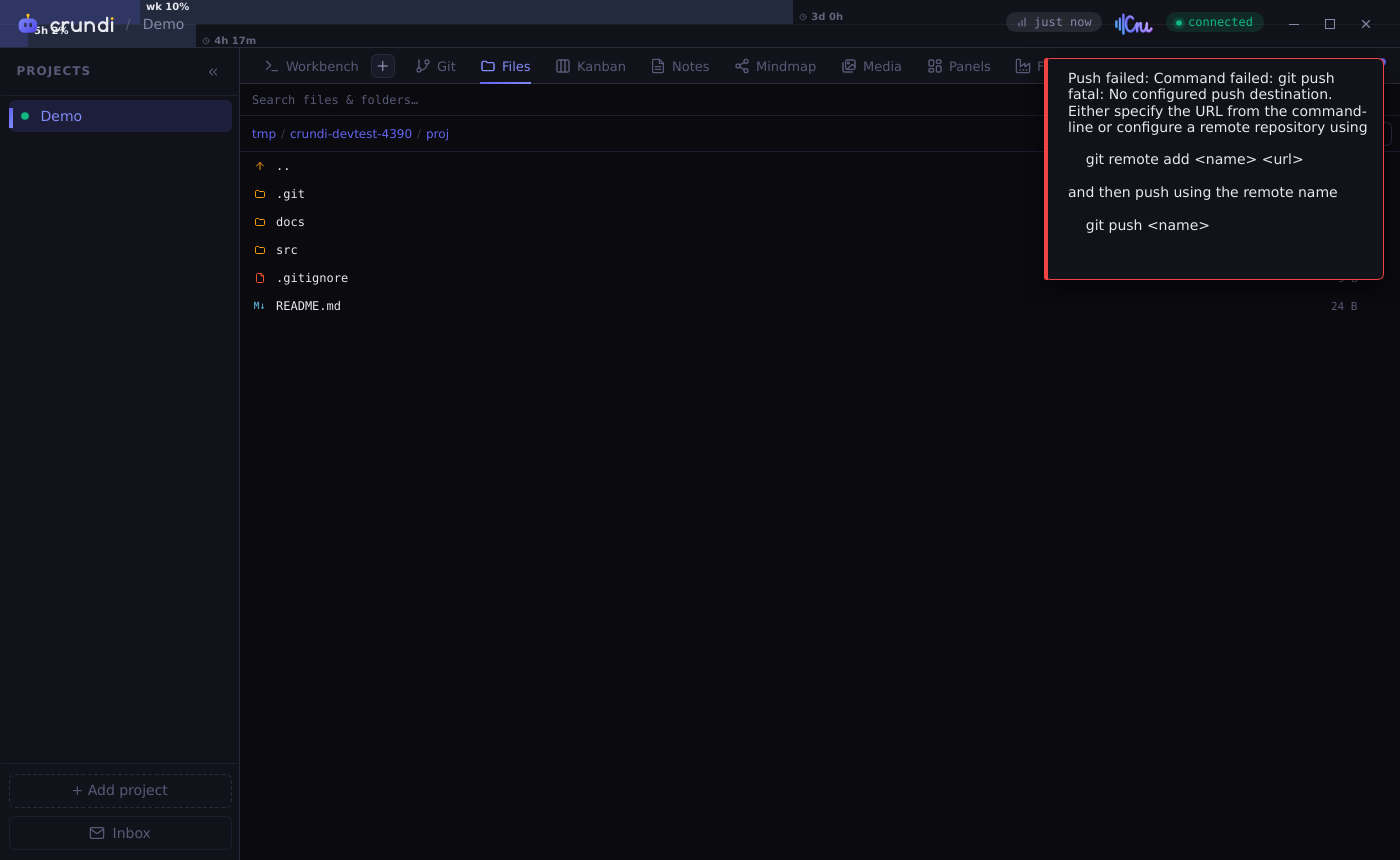 wk 10%
crundi / Demo
5h 2%
3d 0h
4h 17m
just now
Cru
connected
PROJECTS
«
Demo
+ Add project
Inbox
Workbench
+
Git
Files
Kanban
Notes
Mindmap
Media
Panels
F
Search files & folders…
tmp / crundi-devtest-4390 / proj
..
.git
docs
src
.gitignore
M↓ README.md
24 B
Push failed: Command failed: git push
fatal: No configured push destination.
Either specify the URL from the command-
line or configure a remote repository using
git remote add <name> <url>
and then push using the remote name
git push <name>